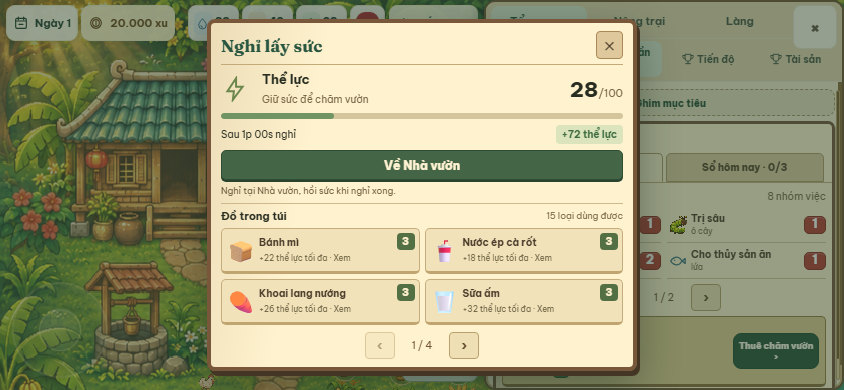 Ngày 1
20.000 xu
Nông trại
Làng
×
Tiến độ
Tài sản
Ghim mục tiêu
Sổ hôm nay · 0/3
8 nhóm việc
Trị sâu
ô cây
1
1
Cho thủy sản ăn
lứa
2
2
1 / 2
›
Thuê chăm vườn
›
Nghỉ lấy sức
×
Thể lực
Giữ sức để chăm vườn
28/100
Sau 1p 00s nghỉ
+72 thể lực
Về Nhà vườn
Nghỉ tại Nhà vườn, hồi sức khi nghỉ xong.
Đồ trong túi
15 loại dùng được
Bánh mì
3
+22 thể lực tối đa · Xem
Nước ép cà rốt
3
+18 thể lực tối đa · Xem
Khoai lang nướng
3
+26 thể lực tối đa · Xem
Sữa ấm
3
+32 thể lực tối đa · Xem
‹
1 / 4
›